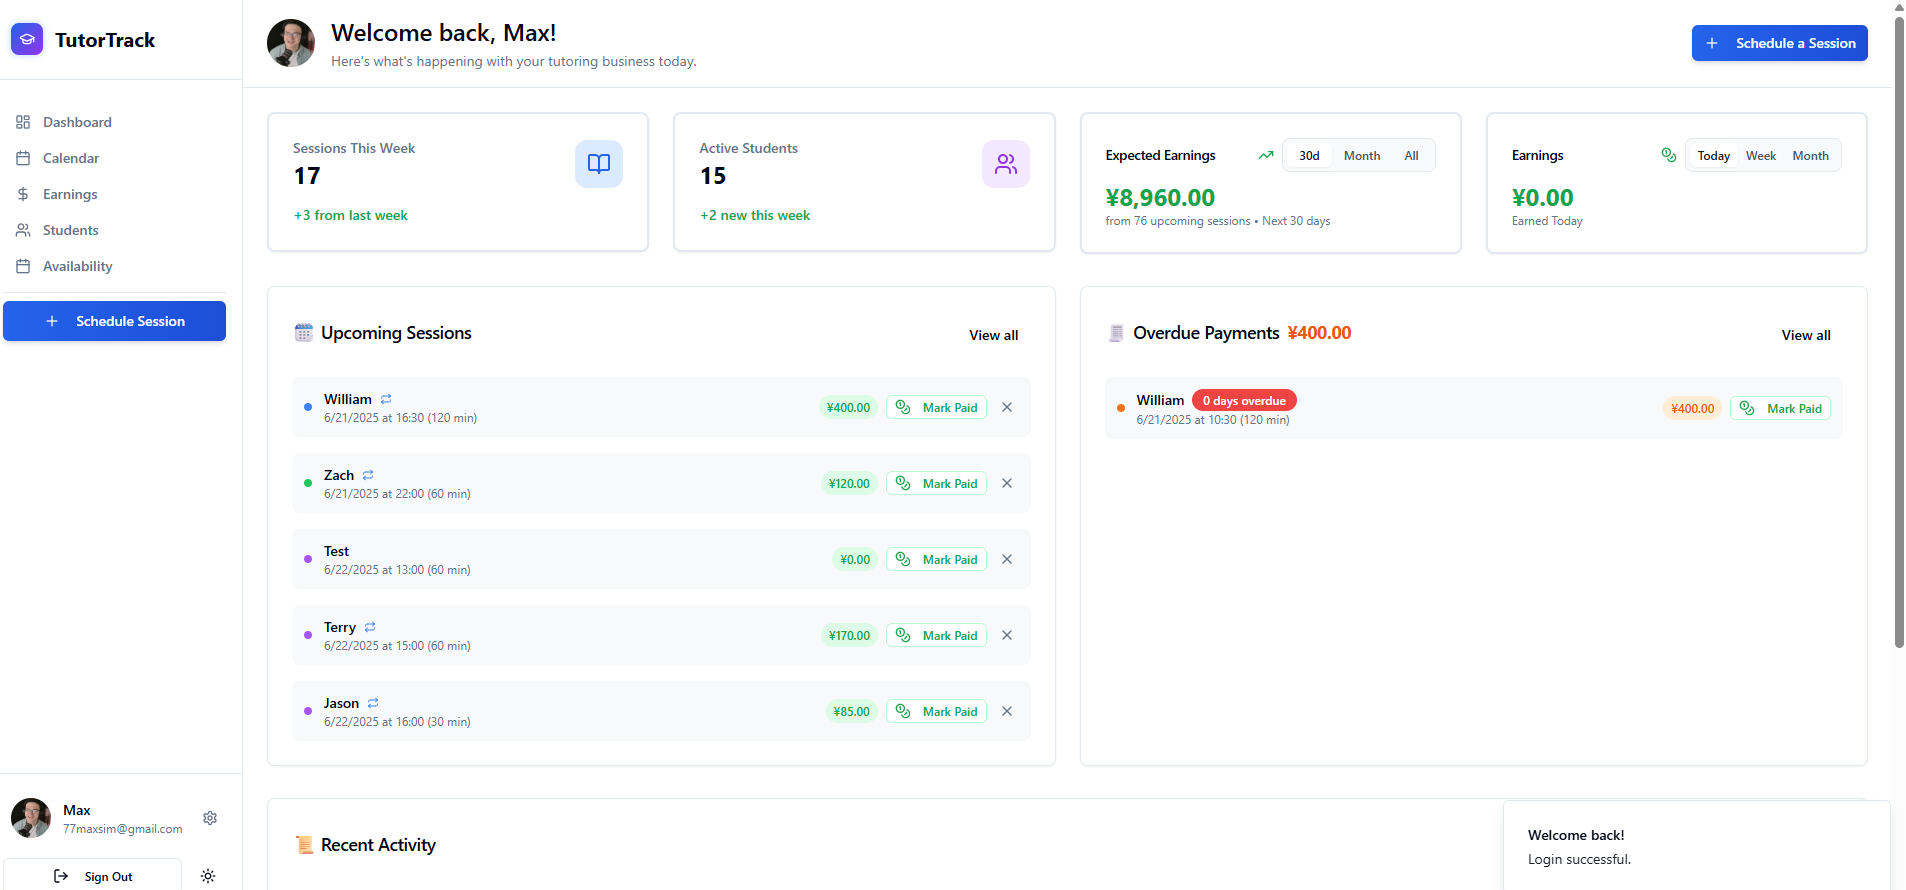 TutorTrack
Dashboard
Calendar
Earnings
Students
Availability
Schedule Session
Max
77maxsim@gmail.com
Sign Out
Welcome back, Max!
Here's what's happening with your tutoring business today.
Schedule a Session
Sessions This Week
17
+3 from last week
Active Students
15
+2 new this week
Expected Earnings
30d Month All
¥8,960.00
from 76 upcoming sessions • Next 30 days
Earnings
Today Week Month
¥0.00
Earned Today
Upcoming Sessions
View all
William
6/21/2025 at 16:30 (120 min)
¥400.00 Mark Paid
Zach
6/21/2025 at 22:00 (60 min)
¥120.00 Mark Paid
Test
6/22/2025 at 13:00 (60 min)
¥0.00 Mark Paid
Terry
6/22/2025 at 15:00 (60 min)
¥170.00 Mark Paid
Jason
6/22/2025 at 16:00 (30 min)
¥85.00 Mark Paid
Overdue Payments ¥400.00
View all
William 0 days overdue
6/21/2025 at 10:30 (120 min)
¥400.00 Mark Paid
Recent Activity
Welcome back!
Login successful.